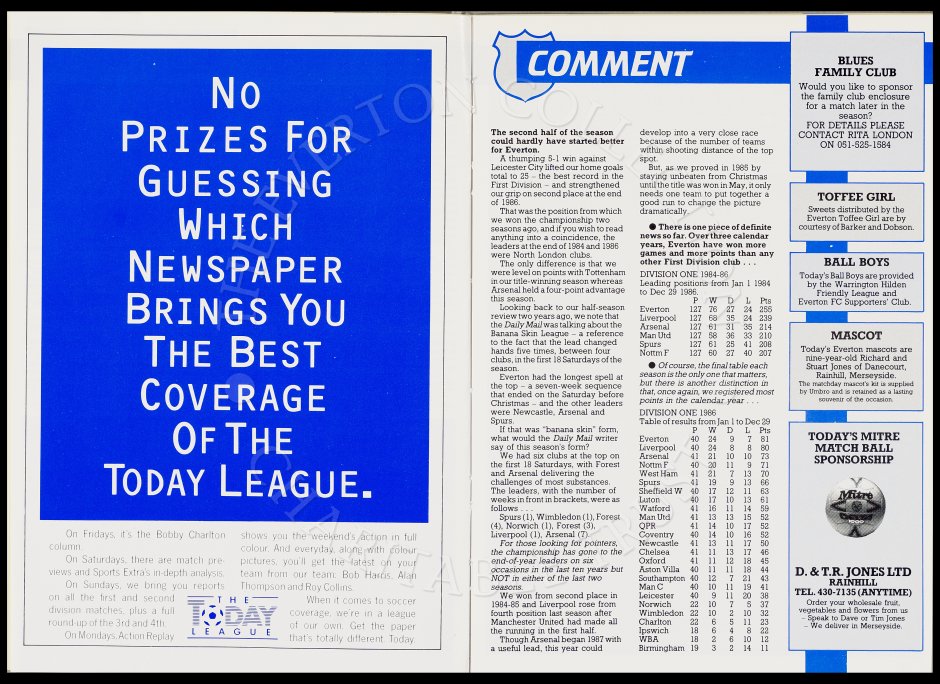 No
Prizes For
Guessing
Which
Newspaper
Brings You
The Best
Coverage
Of The
Today League.
On Fridays, it's the Bobby Charlton
column.
On Saturdays, there are match pre-
views and Sports Extra's in-depth analysis.
On Sundays, we bring you reports
on all the first and second
division matches, plus a full
round-up of the 3rd and 4th.
On Mondays, Action Replay
THE
TODAY
LEAGUE
shows you the weekend's action in full
colour. And everyday, along with colour
pictures, you'll get the latest on your
team from our team: Bob Harris, Alan
Thompson and Roy Collins.
When it comes to soccer
coverage, we're in a league
of our own. Get the paper
that's totally different. Today.
COMMENT
The second half of the season
could hardly have started better
for Everton.
A thumping 5-1 win against
Leicester City lifted our home goals
total to 25 – the best record in the
First Division – and strengthened
our grip on second place at the end
of 1986.
That was the position from which
we won the championship two
seasons ago, and if you wish to read
anything into a coincidence, the
leaders at the end of 1984 and 1986
were North London clubs.
The only difference is that we
were level on points with Tottenham
in our title-winning season whereas
Arsenal held a four-point advantage
this season.
Looking back to our half-season
review two years ago, we note that
the Daily Mail was talking about the
Banana Skin League – a reference
to the fact that the lead changed
hands five times, between four
clubs, in the first 18 Saturdays of the
season.
Everton had the longest spell at
the top – a seven-week sequence
that ended on the Saturday before
Christmas – and the other leaders
were Newcastle, Arsenal and
Spurs.
If that was "banana skin" form,
what would the Daily Mail writer
say of this season's form?
We had six clubs at the top on
the first 18 Saturdays, with Forest
and Arsenal delivering the
challenges of most substances.
The leaders, with the number of
weeks in front in brackets, were as
follows . . .
Spurs (1), Wimbledon (1), Forest
(4), Norwich (1), Forest (3),
Liverpool (1), Arsenal (7).
For those looking for pointers,
the championship has gone to the
end-of-year leaders on six
occasions in the last ten years but
NOT in either of the last two
seasons.
We won from second place in
1984-85 and Liverpool rose from
fourth position last season after
Manchester United had made all
the running in the first half.
Though Arsenal began 1987 with
a useful lead, this year could
develop into a very close race
because of the number of teams
within shooting distance of the top
spot.
But, as we proved in 1985 by
staying unbeaten from Christmas
until the title was won in May, it only
needs one team to put together a
good run to change the picture
dramatically.
● There is one piece of definite
news so far. Over three calendar
years, Everton have won more
games and more points than any
other First Division club . . .
DIVISION ONE 1984-86
Leading positions from Jan 1 1984
to Dec 29 1986.
P W D L Pts
Everton 127 76 27 24 255
Liverpool 127 68 35 24 239
Arsenal 127 61 31 35 214
Man Utd 127 58 36 33 210
Spurs 127 61 25 41 208
Nottm F 127 60 27 40 207
● Of course, the final table each
season is the only one that matters,
but there is another distinction in
that, once again, we registered most
points in the calendar year . . .
DIVISION ONE 1986
Table of results from Jan 1 to Dec 29
P W D L Pts
Everton 40 24 9 7 81
Liverpool 40 24 8 8 80
Arsenal 41 21 10 10 73
Nottm F 40 20 11 9 71
West Ham 41 21 7 13 70
Spurs 41 19 9 13 66
Sheffield W 40 17 12 11 63
Luton 40 17 10 13 61
Watford 41 16 11 14 59
Man Utd 41 13 13 15 52
QPR 41 14 10 17 52
Coventry 40 14 10 16 52
Newcastle 41 13 11 17 50
Chelsea 41 11 13 17 46
Oxford 41 11 12 18 45
Aston Villa 40 11 11 18 44
Southampton 40 12 7 21 43
Man C 40 10 11 19 41
Leicester 40 9 11 20 38
Norwich 22 10 7 5 37
Wimbledon 22 10 2 10 32
Charlton 22 6 5 11 23
Ipswich 18 6 4 8 22
WBA 18 2 6 10 12
Birmingham 19 3 2 14 11
BLUES
FAMILY CLUB
Would you like to sponsor
the family club enclosure
for a match later in the
season?
FOR DETAILS PLEASE
CONTACT RITA LONDON
ON 051-525-1584
TOFFEE GIRL
Sweets distributed by the
Everton Toffee Girl are by
courtesy of Barker and Dobson.
BALL BOYS
Today's Ball Boys are provided
by the Warrington Hilden
Friendly League and
Everton FC Supporters' Club.
MASCOT
Today's Everton mascots are
nine-year-old Richard and
Stuart Jones of Danecourt,
Rainhill, Merseyside.
The matchday mascot's kit is supplied
by Umbro and is retained as a lasting
souvenir of the occasion.
TODAY'S MITRE
MATCH BALL
SPONSORSHIP
Mitre
D. & T.R. JONES LTD
RAINHILL
TEL. 430-7135 (ANYTIME)
Order your wholesale fruit,
vegetables and flowers from us
– Speak to Dave or Tim Jones
– We deliver in Merseyside.